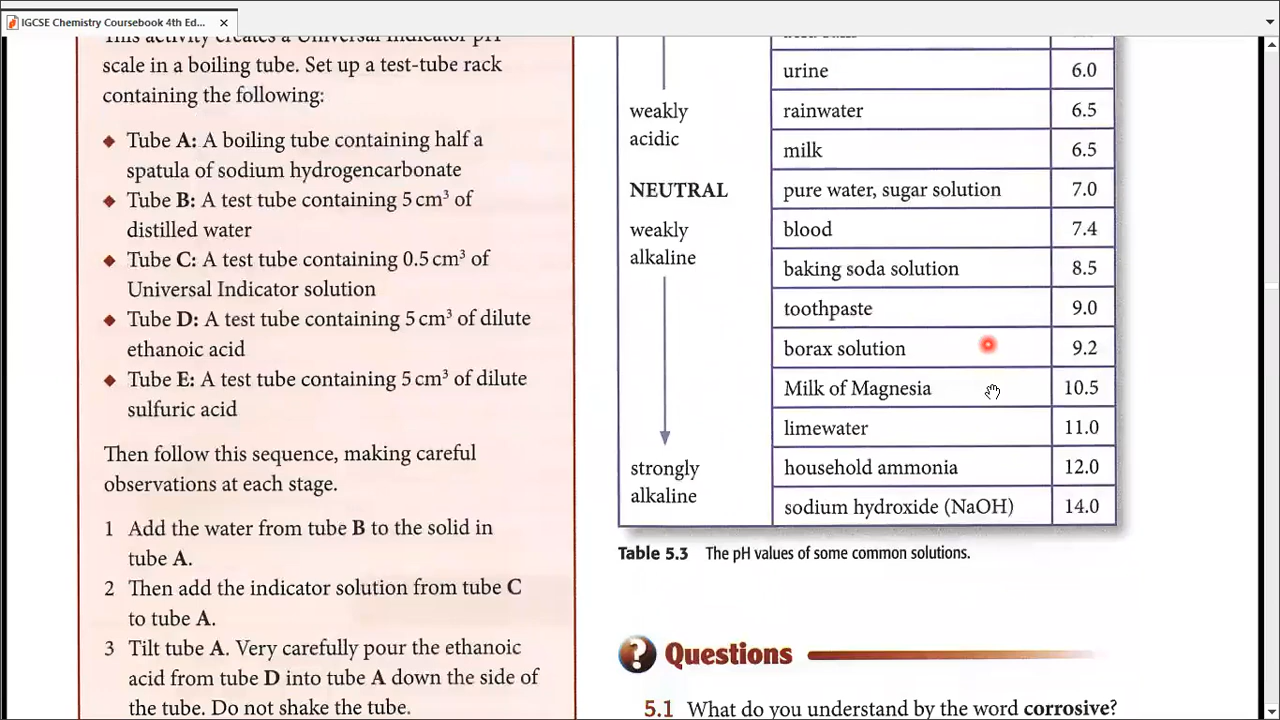 IGCSE Chemistry Coursebook 4th Ed...
This activity creates a Universal Indicator pH
scale in a boiling tube. Set up a test-tube rack
containing the following:
◆ Tube A: A boiling tube containing half a
spatula of sodium hydrogencarbonate
◆ Tube B: A test tube containing 5 cm³ of
distilled water
◆ Tube C: A test tube containing 0.5 cm³ of
Universal Indicator solution
◆ Tube D: A test tube containing 5 cm³ of dilute
ethanoic acid
◆ Tube E: A test tube containing 5 cm³ of dilute
sulfuric acid
Then follow this sequence, making careful
observations at each stage.
1 Add the water from tube B to the solid in
tube A.
2 Then add the indicator solution from tube C
to tube A.
3 Tilt tube A. Very carefully pour the ethanoic
acid from tube D into tube A down the side of
the tube. Do not shake the tube.
urine 6.0
weakly
acidic
rainwater 6.5
milk 6.5
NEUTRAL pure water, sugar solution 7.0
weakly
alkaline
blood 7.4
baking soda solution 8.5
toothpaste 9.0
borax solution 9.2
Milk of Magnesia 10.5
limewater 11.0
strongly
alkaline
household ammonia 12.0
sodium hydroxide (NaOH) 14.0
Table 5.3 The pH values of some common solutions.
? Questions
5.1 What do you understand by the word corrosive?